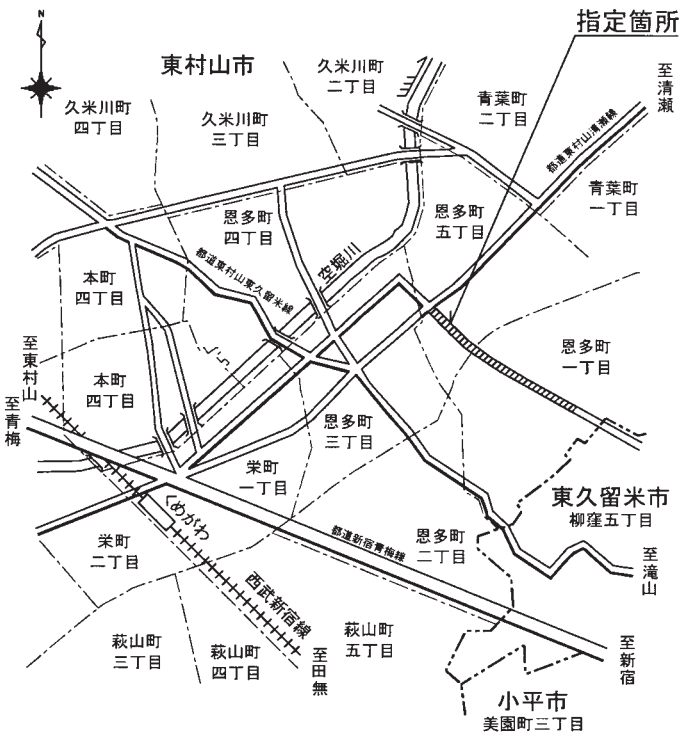 N
指定箇所
東村山市
久米川町
二丁目
至清瀬
久米川町
四丁目
久米川町
三丁目
青葉町
二丁目
都道東村山清瀬線
青葉町
一丁目
恩多町
四丁目
恩多町
五丁目
空堀川
都道東村山東久留米線
本町
四丁目
至東村山
恩多町
一丁目
本町
四丁目
至青梅
恩多町
三丁目
栄町
一丁目
東久留米市
柳窪五丁目
くめがわ
都道新宿青梅線
恩多町
二丁目
栄町
二丁目
至滝山
西武新宿線
萩山町
三丁目
萩山町
四丁目
萩山町
五丁目
至田無
至新宿
小平市
美園町三丁目